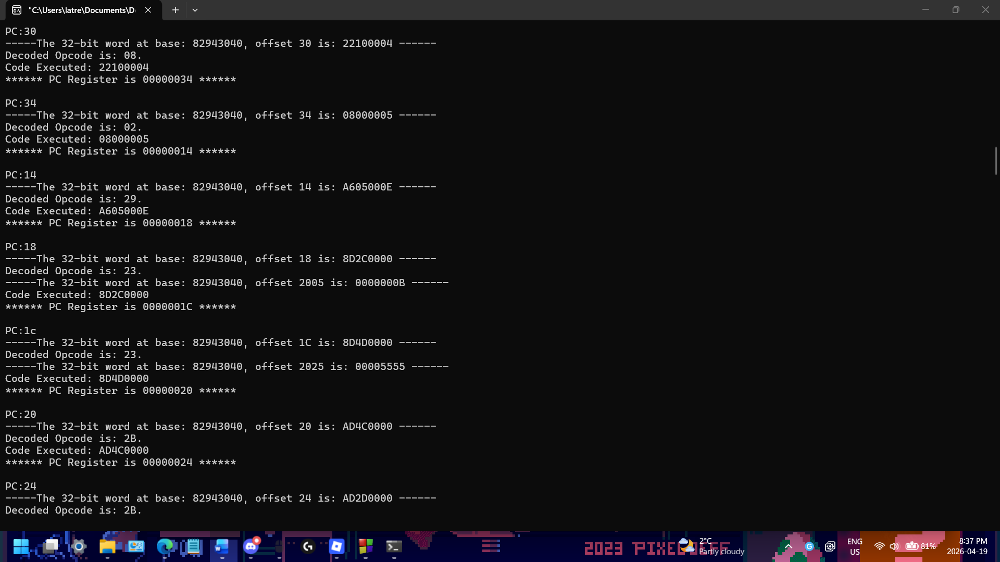 "C:\Users\latre\Documents\D
PC:30
-----The 32-bit word at base: 82943040, offset 30 is: 22100004 ------
Decoded Opcode is: 08.
Code Executed: 22100004
****** PC Register is 00000034 ******
PC:34
-----The 32-bit word at base: 82943040, offset 34 is: 08000005 ------
Decoded Opcode is: 02.
Code Executed: 08000005
****** PC Register is 00000014 ******
PC:14
-----The 32-bit word at base: 82943040, offset 14 is: A605000E ------
Decoded Opcode is: 29.
Code Executed: A605000E
****** PC Register is 00000018 ******
PC:18
-----The 32-bit word at base: 82943040, offset 18 is: 8D2C0000 ------
Decoded Opcode is: 23.
-----The 32-bit word at base: 82943040, offset 2005 is: 0000000B ------
Code Executed: 8D2C0000
****** PC Register is 0000001C ******
PC:1c
-----The 32-bit word at base: 82943040, offset 1C is: 8D4D0000 ------
Decoded Opcode is: 23.
-----The 32-bit word at base: 82943040, offset 2025 is: 00005555 ------
Code Executed: 8D4D0000
****** PC Register is 00000020 ******
PC:20
-----The 32-bit word at base: 82943040, offset 20 is: AD4C0000 ------
Decoded Opcode is: 2B.
Code Executed: AD4C0000
****** PC Register is 00000024 ******
PC:24
-----The 32-bit word at base: 82943040, offset 24 is: AD2D0000 ------
Decoded Opcode is: 2B.
2023
2°C
Partly cloudy
ENG
US
81%
8:37 PM
2026-04-19